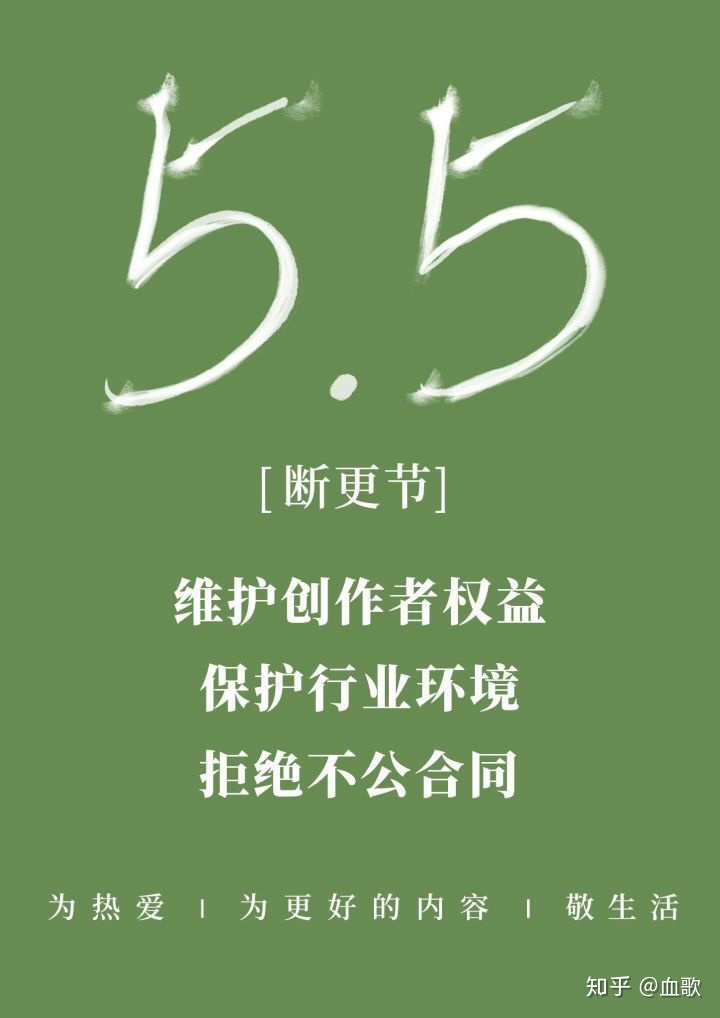 5.5
[断更节]
维护创作者权益
保护行业环境
拒绝不公合同
为热爱 | 为更好的内容 | 敬生活
知乎 @血歌